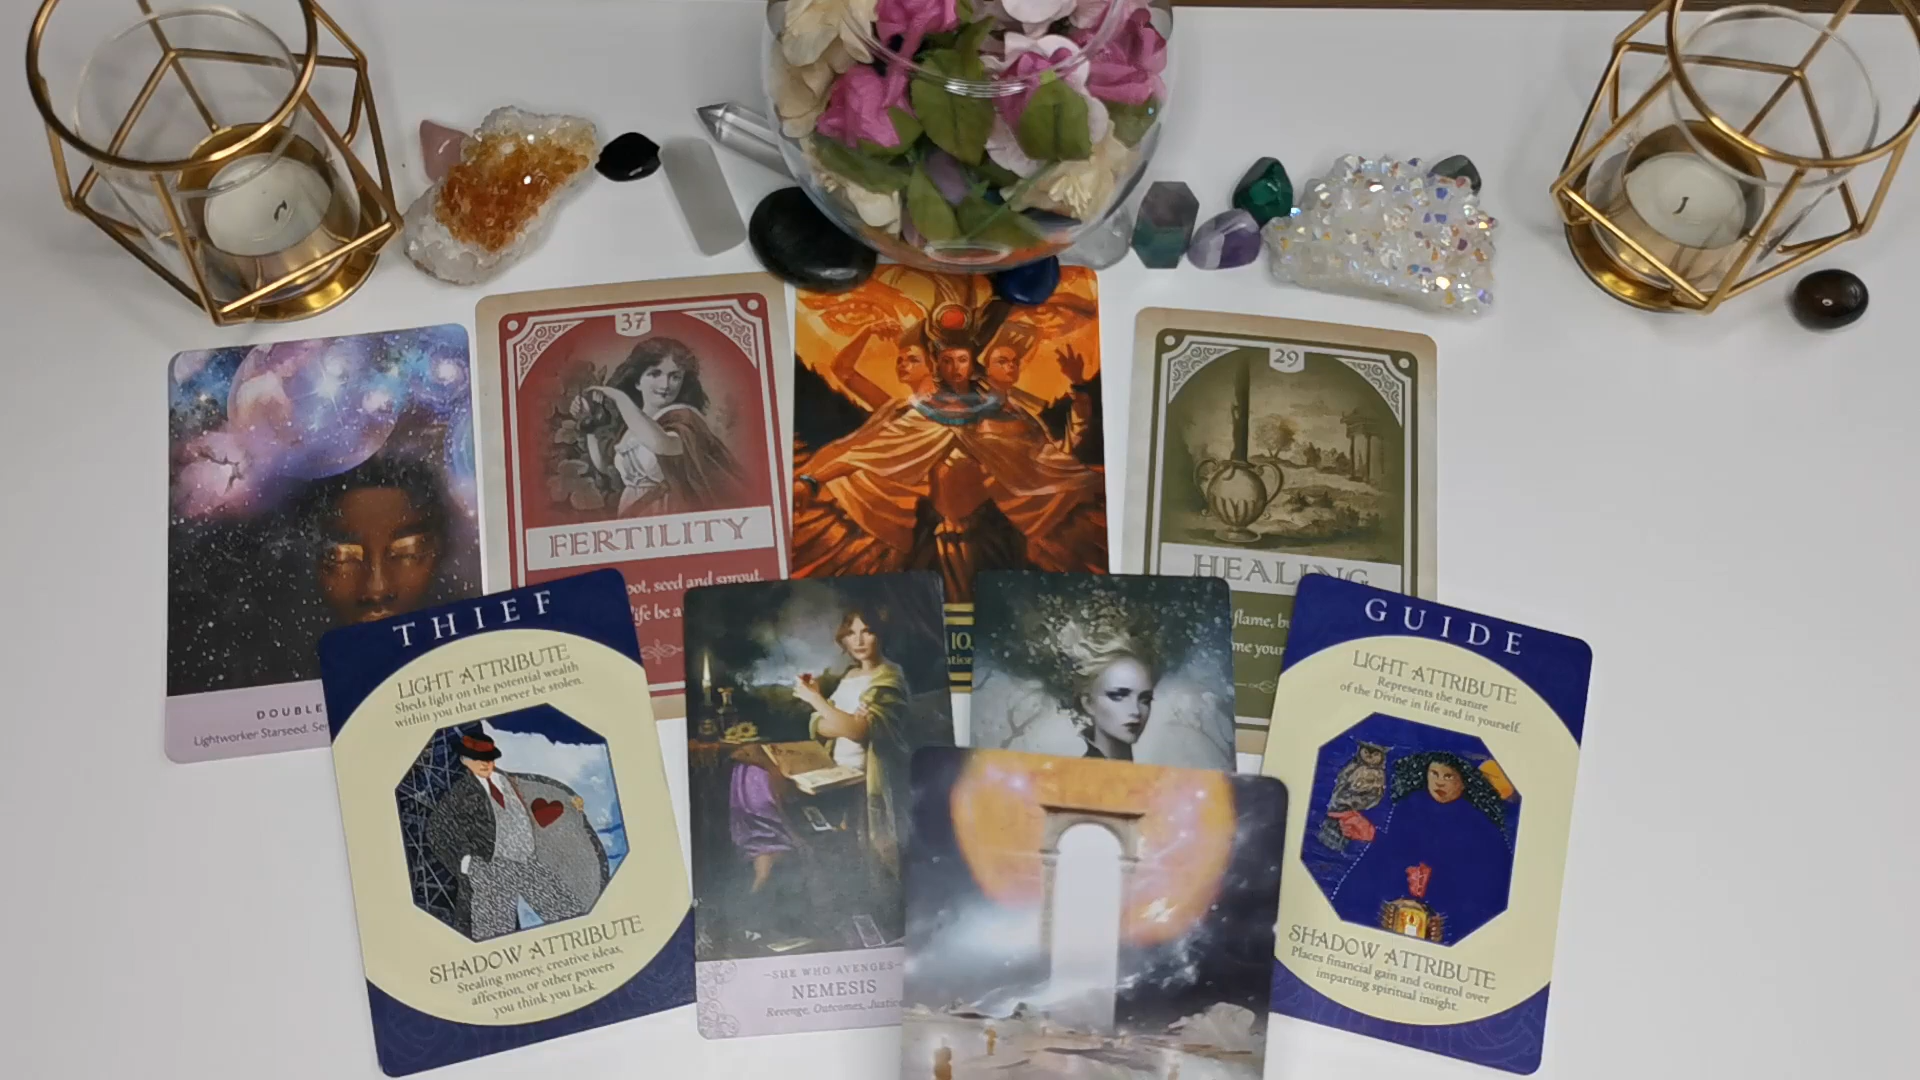 37
FERTILITY
oot, seed and sprout,
life be a
29
HEALING
flame, b
me your
10.
DOUBLE
Lightworker Starseed. Ser
THIEF
LIGHT ATTRIBUTE
Sheds light on the potential wealth
within you that can never be stolen.
SHADOW ATTRIBUTE
Stealing money, creative ideas,
affection, or other powers
you think you lack.
-SHE WHO AVENGES-
NEMESIS
Revenge, Outcomes, Justice
GUIDE
LIGHT ATTRIBUTE
Represents the nature
of the Divine in life and in yourself.
SHADOW ATTRIBUTE
Places financial gain and control over
imparting spiritual insight.